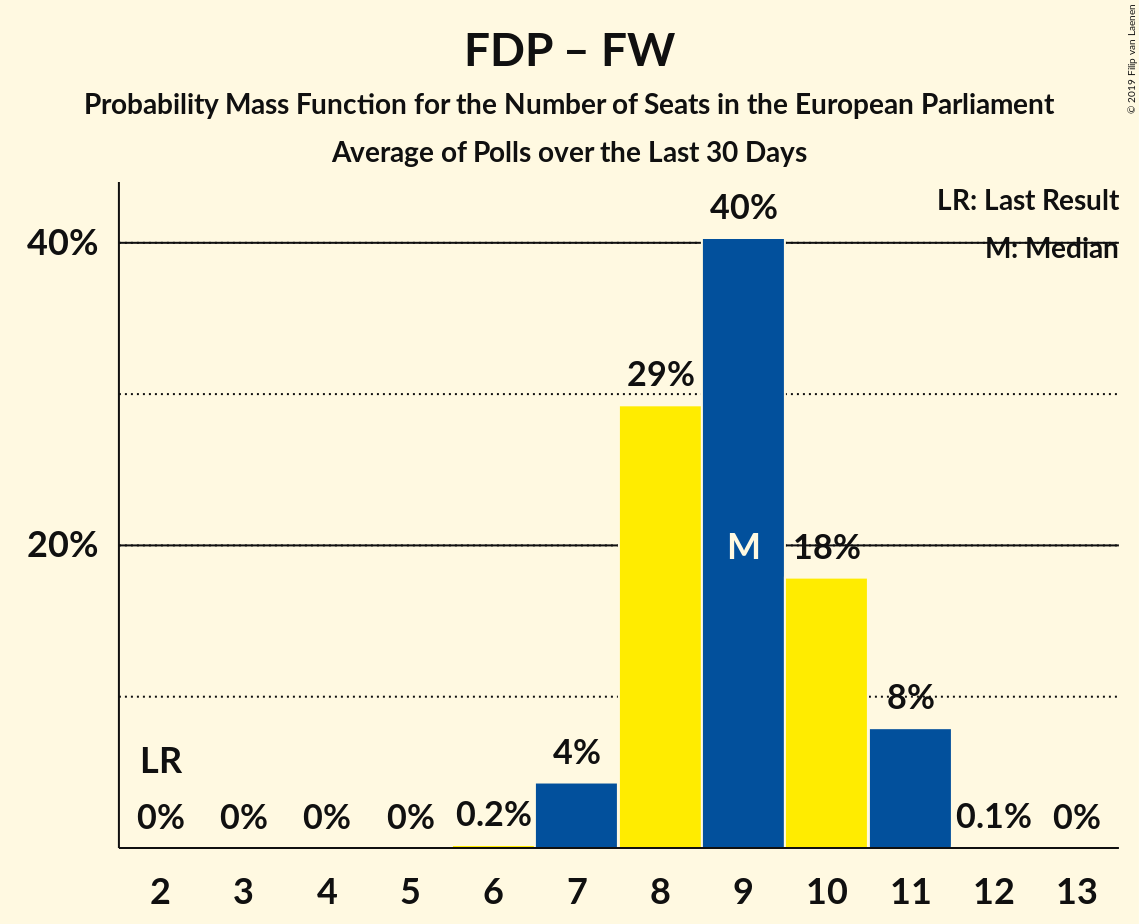 FDP – FW
Probability Mass Function for the Number of Seats in the European Parliament
Average of Polls over the Last 30 Days
© 2019 Filip van Laenen
LR: Last Result
M: Median
40%
20%
40%
29%
18%
8%
4%
0.2%
0.1%
0%
0%
0%
0%
0%
LR
M
2 3 4 5 6 7 8 9 10 11 12 13